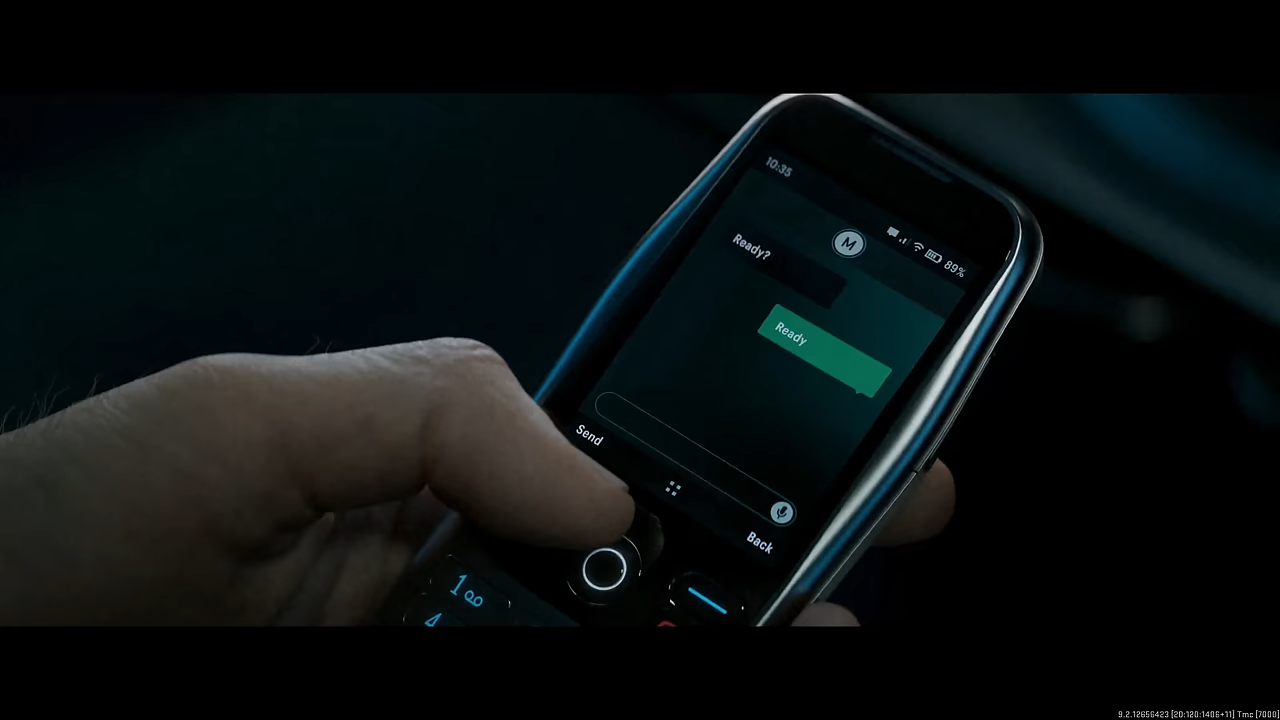 10:35
89%
M
Ready?
Ready
Send
Back
1
4
9.2.12656423 [20:120:1406+11] Tmc [7000]